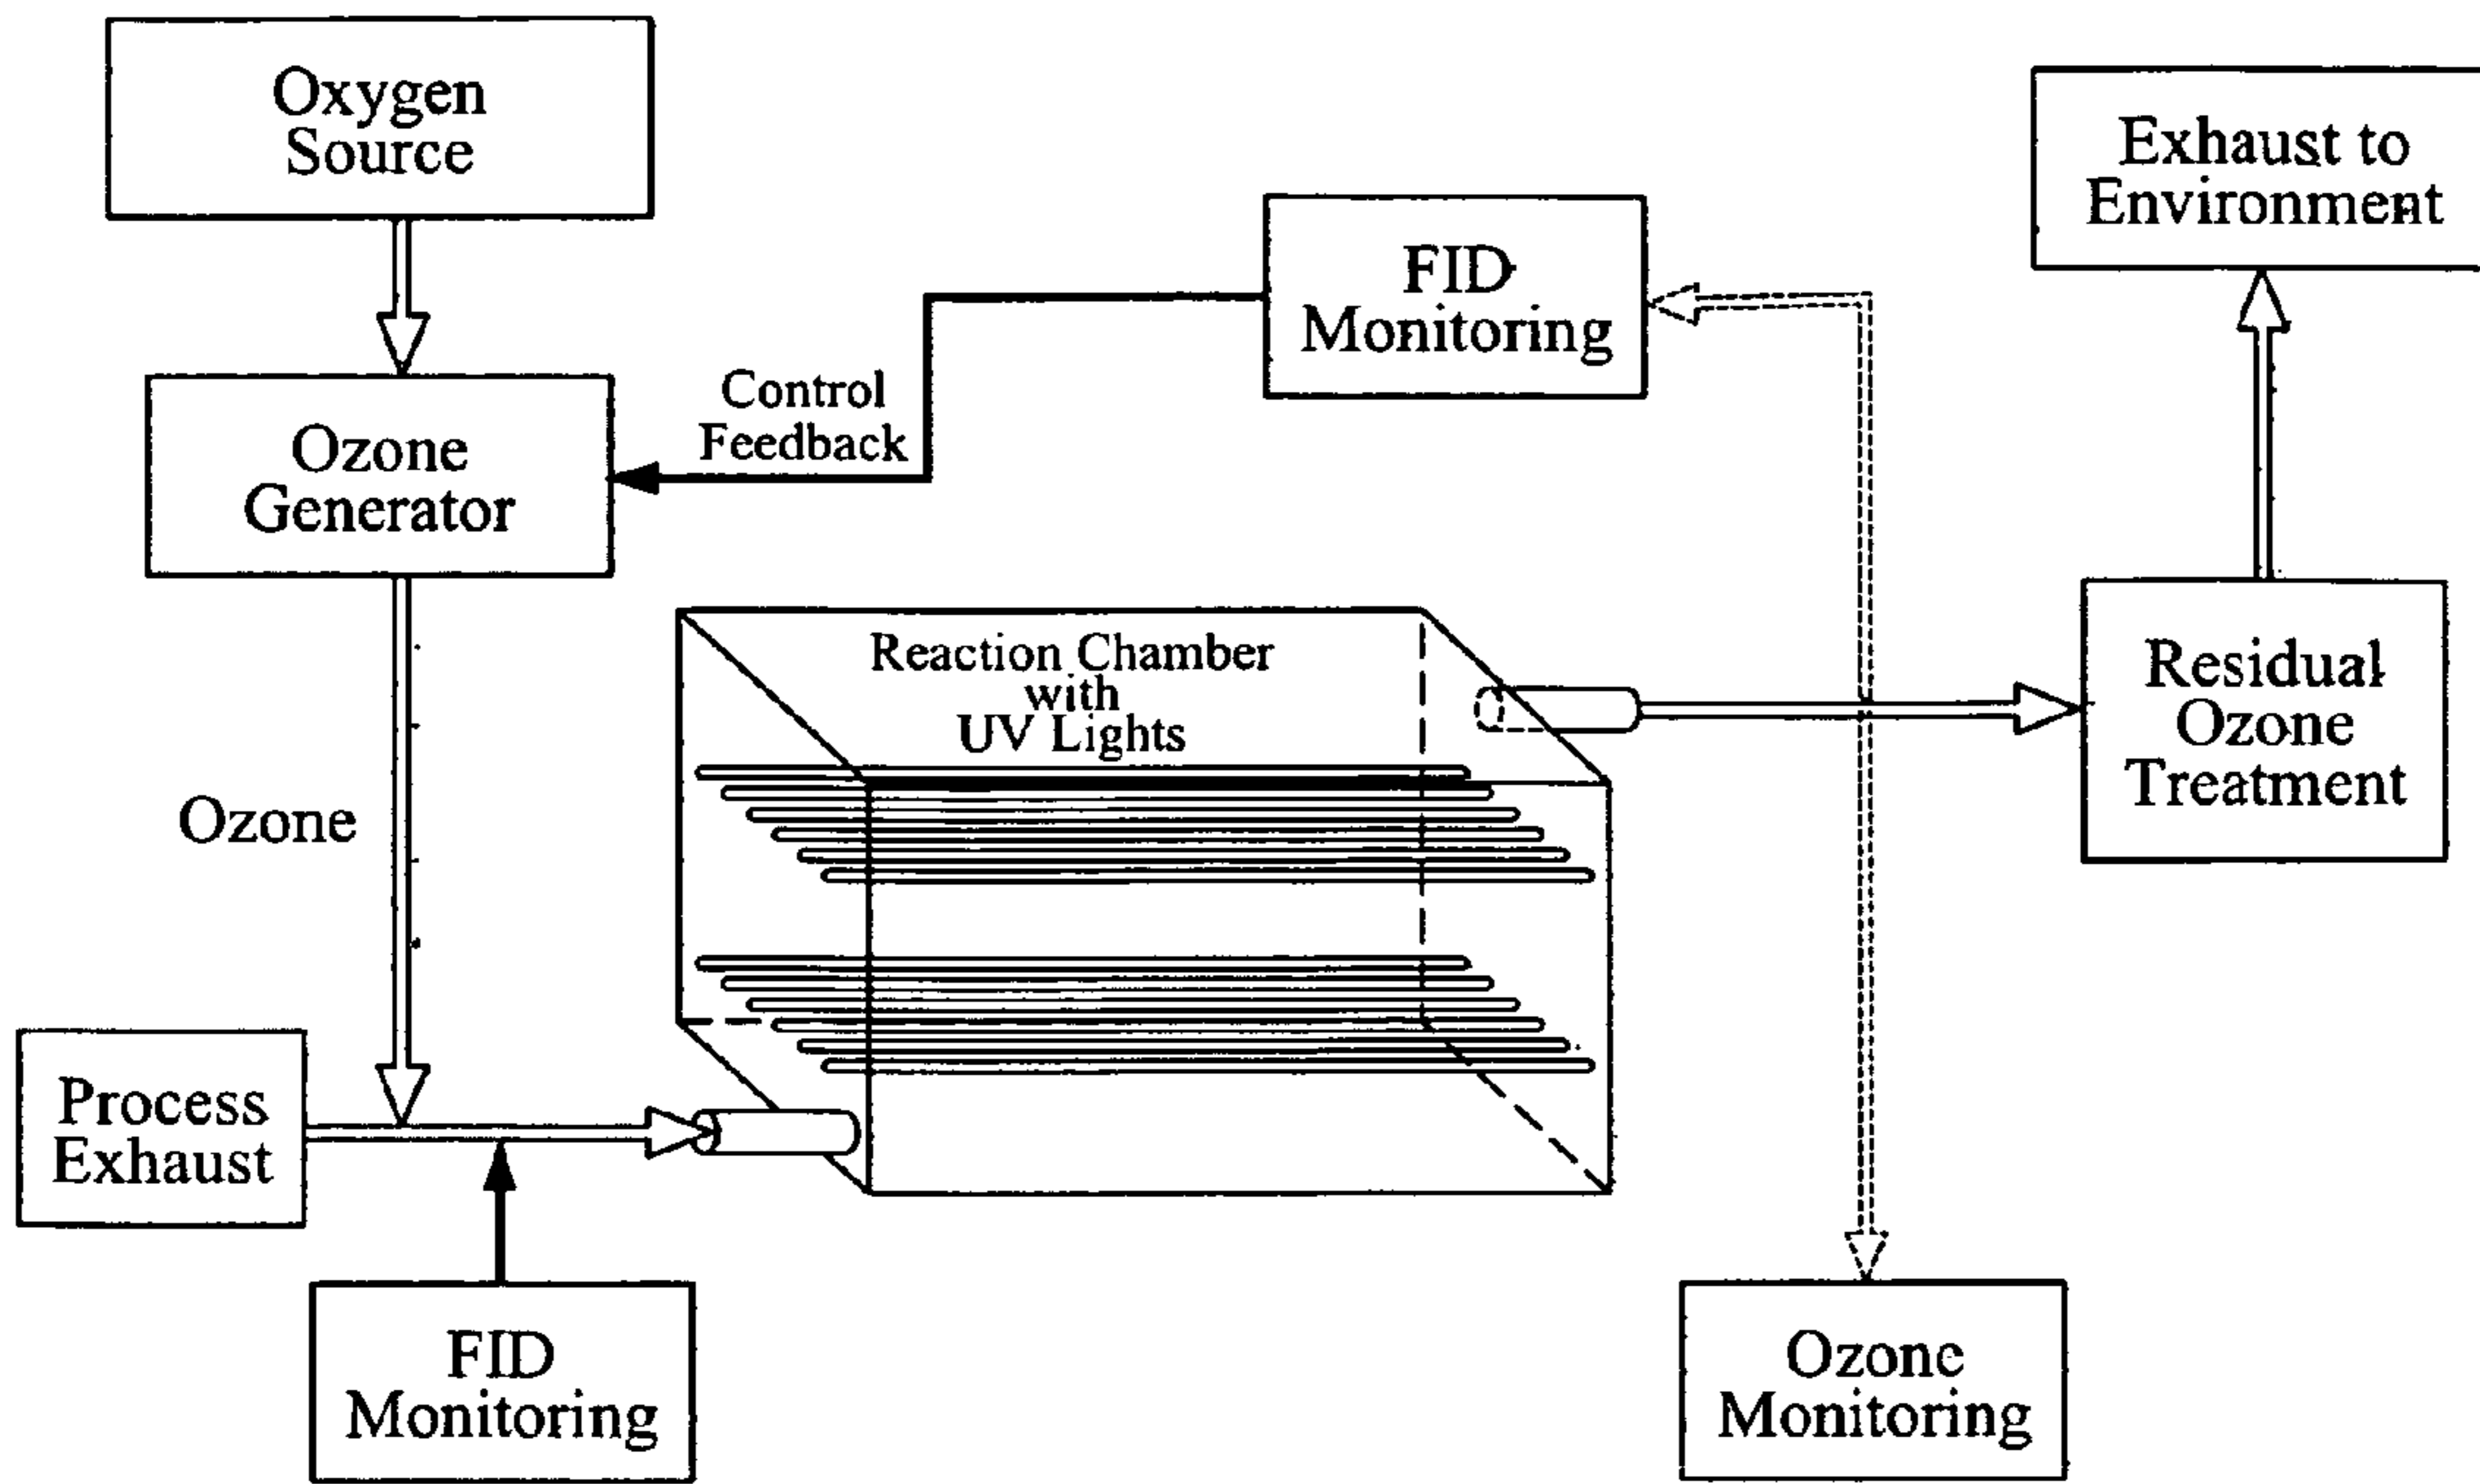 Oxygen
Source
Exhaust to
Environment
FID
Monitoring
Control
Feedback
Ozone
Generator
Reaction Chamber
with
UV Lights
Residual
Ozone
Treatment
Ozone
Process
Exhaust
FID
Monitoring
Ozone
Monitoring